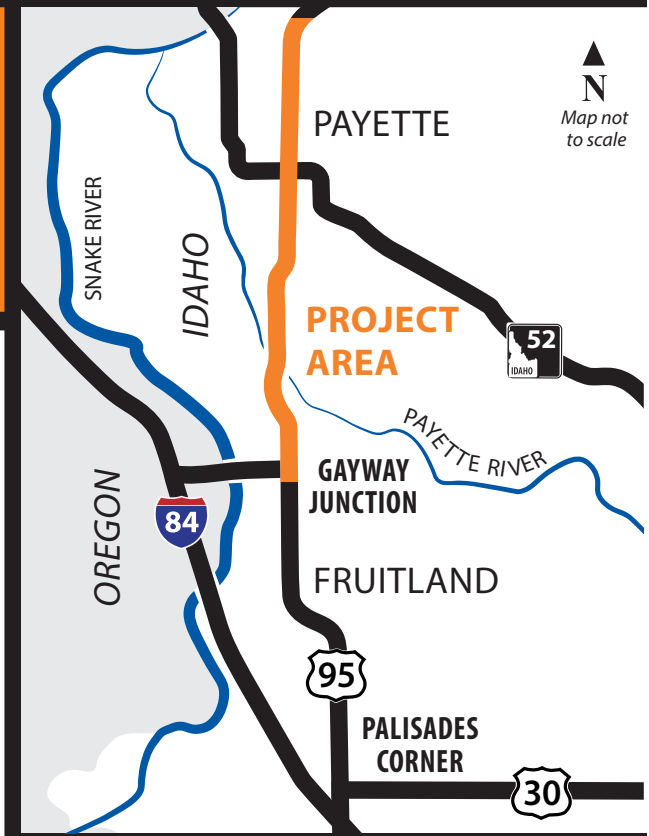 N
Map not
to scale
PAYETTE
SNAKE RIVER
IDAHO
PROJECT
AREA
52
IDAHO
PAYETTE RIVER
GAYWAY
JUNCTION
OREGON
84
FRUITLAND
95
PALISADES
CORNER
30